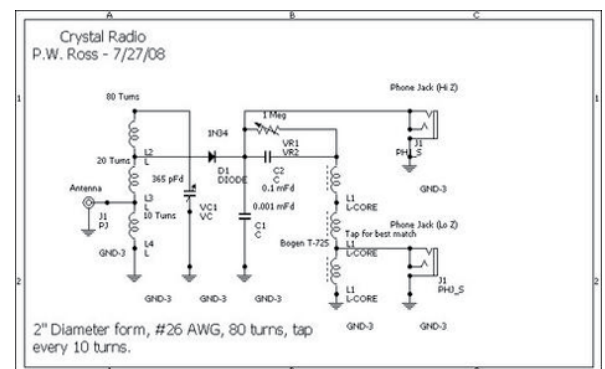 A
B
C
Crystal Radio
P.W. Ross - 7/27/08
Phone Jack (Hi Z)
80 Turns
1
1
1 Meg
1N34
VR1
VR2
J1
PHJ_S
L2
L
20 Turns
D1
DIODE
C2
C
365 pFd
0.1 mFd
GND-3
Antenna
L3
L
VC1
VC
0.001 mFd
L1
L-CORE
10 Turns
J1
PJ
C1
C
Phone Jack (Lo Z)
Tap for best match
Bogen T-725
L1
L-CORE
GND-3
L4
L
2
2
L1
L-CORE
J1
PHJ_S
GND-3
GND-3
GND-3
GND-3
GND-3
2" Diameter form, #26 AWG, 80 turns, tap
every 10 turns.